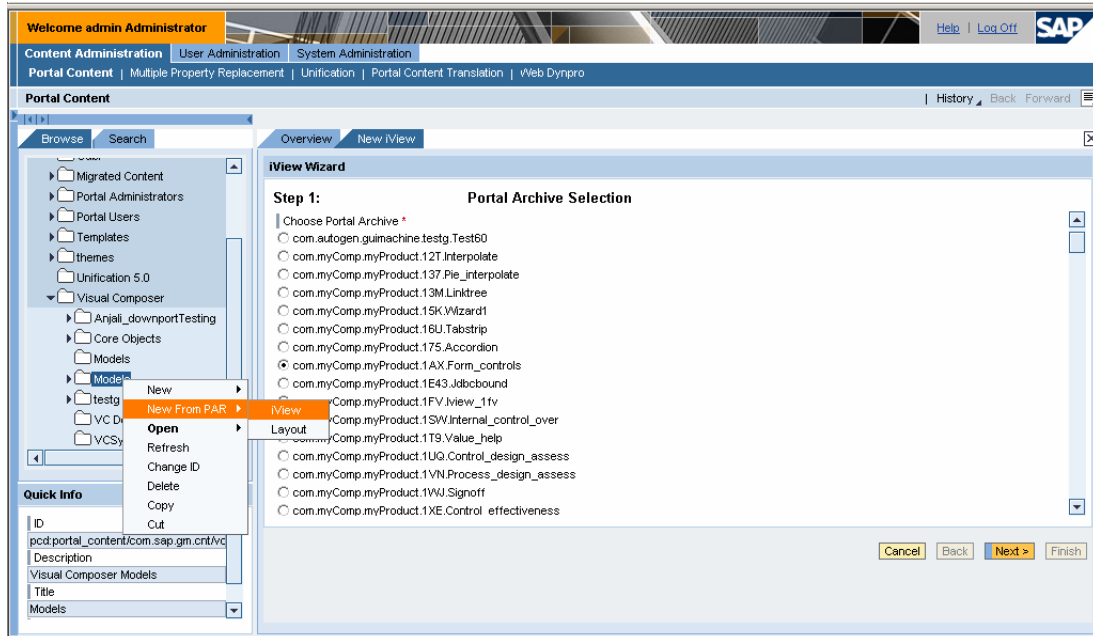 Welcome admin Administrator
Help | Log Off
SAP
Content Administration User Administration System Administration
Portal Content | Multiple Property Replacement | Unification | Portal Content Translation | Web Dynpro
Portal Content
| History Back Forward
Browse Search
Overview New iView
Migrated Content
Portal Administrators
Portal Users
Templates
themes
Unification 5.0
Visual Composer
Anjali_downportTesting
Core Objects
Models
Models
testg
VC D
VCSy
New
New From PAR
Open
Refresh
Change ID
Delete
Copy
Cut
iView
Layout
Quick Info
ID
pcd:portal_content/com.sap.gm.cnt/vc
Description
Visual Composer Models
Title
Models
iView Wizard
Step 1: Portal Archive Selection
Choose Portal Archive *
com.autogen.guimachine.testg.Test60
com.myComp.myProduct.12T.Interpolate
com.myComp.myProduct.137.Pie_interpolate
com.myComp.myProduct.13M.Linktree
com.myComp.myProduct.15K.Wizard1
com.myComp.myProduct.16U.Tabstrip
com.myComp.myProduct.175.Accordion
com.myComp.myProduct.1AX.Form_controls
com.myComp.myProduct.1E43.Jdbcbound
yComp.myProduct.1FV.Iview_1fv
yComp.myProduct.1SW.Internal_control_over
com.myComp.myProduct.1T9.Value_help
com.myComp.myProduct.1UQ.Control_design_assess
com.myComp.myProduct.1VN.Process_design_assess
com.myComp.myProduct.1WJ.Signoff
com.myComp.myProduct.1XE.Control_effectiveness
Cancel Back Next > Finish